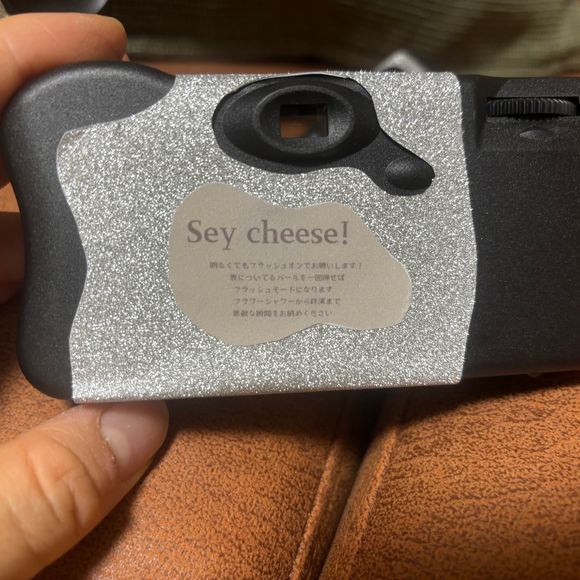 Sey cheese!
明るくてもフラッシュオンでお願いします！
表についてるパールを一回押せば
フラッシュモードになります
フラワーシャワーから終演まで
素敵な瞬間をお納めください